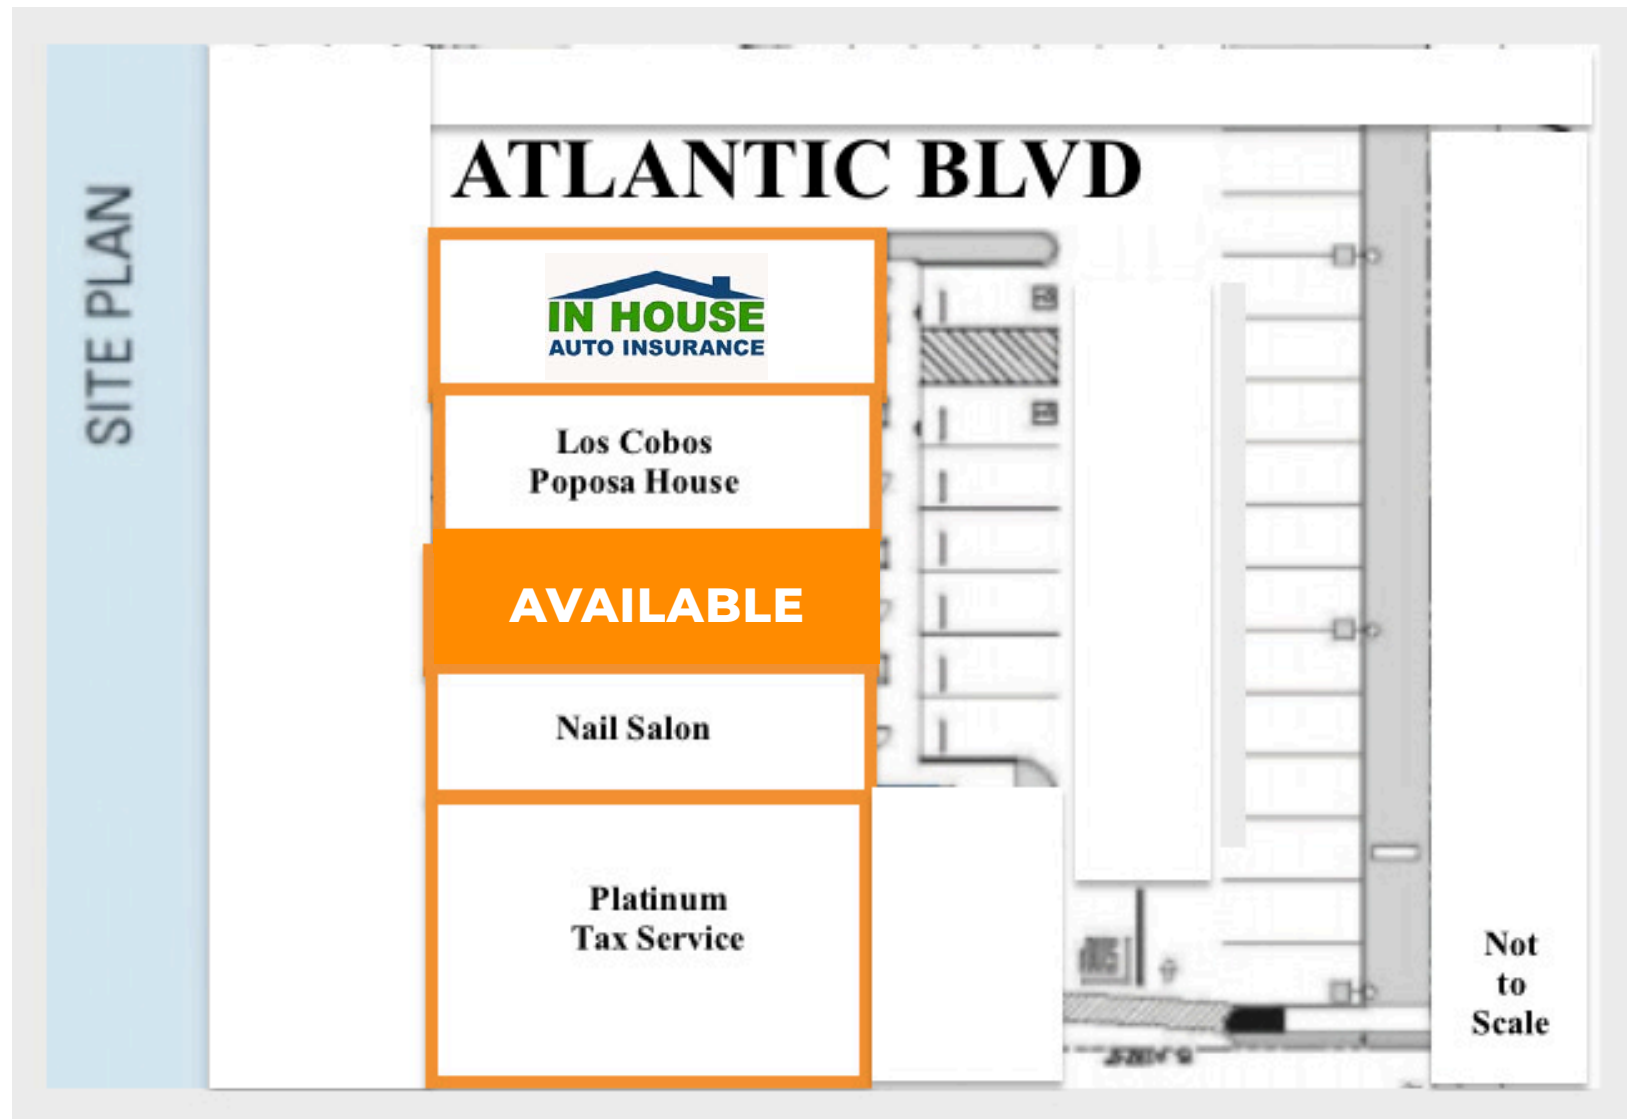 SITE PLAN
ATLANTIC BLVD
IN HOUSE
AUTO INSURANCE
Los Cobos
Poposa House
AVAILABLE
Nail Salon
Platinum
Tax Service
Not
to
Scale